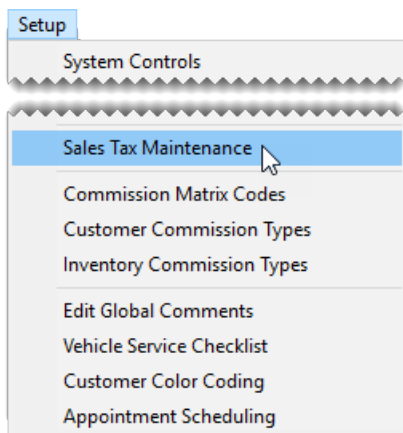 Setup
System Controls
Sales Tax Maintenance
Commission Matrix Codes
Customer Commission Types
Inventory Commission Types
Edit Global Comments
Vehicle Service Checklist
Customer Color Coding
Appointment Scheduling